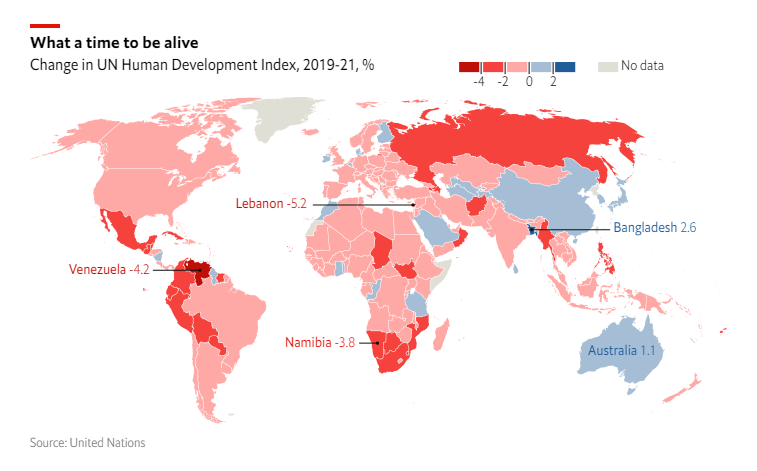 What a time to be alive
Change in UN Human Development Index, 2019-21, %
-4 -2 0 2
No data
Lebanon -5.2
Bangladesh 2.6
Venezuela -4.2
Namibia -3.8
Australia 1.1
Source: United Nations